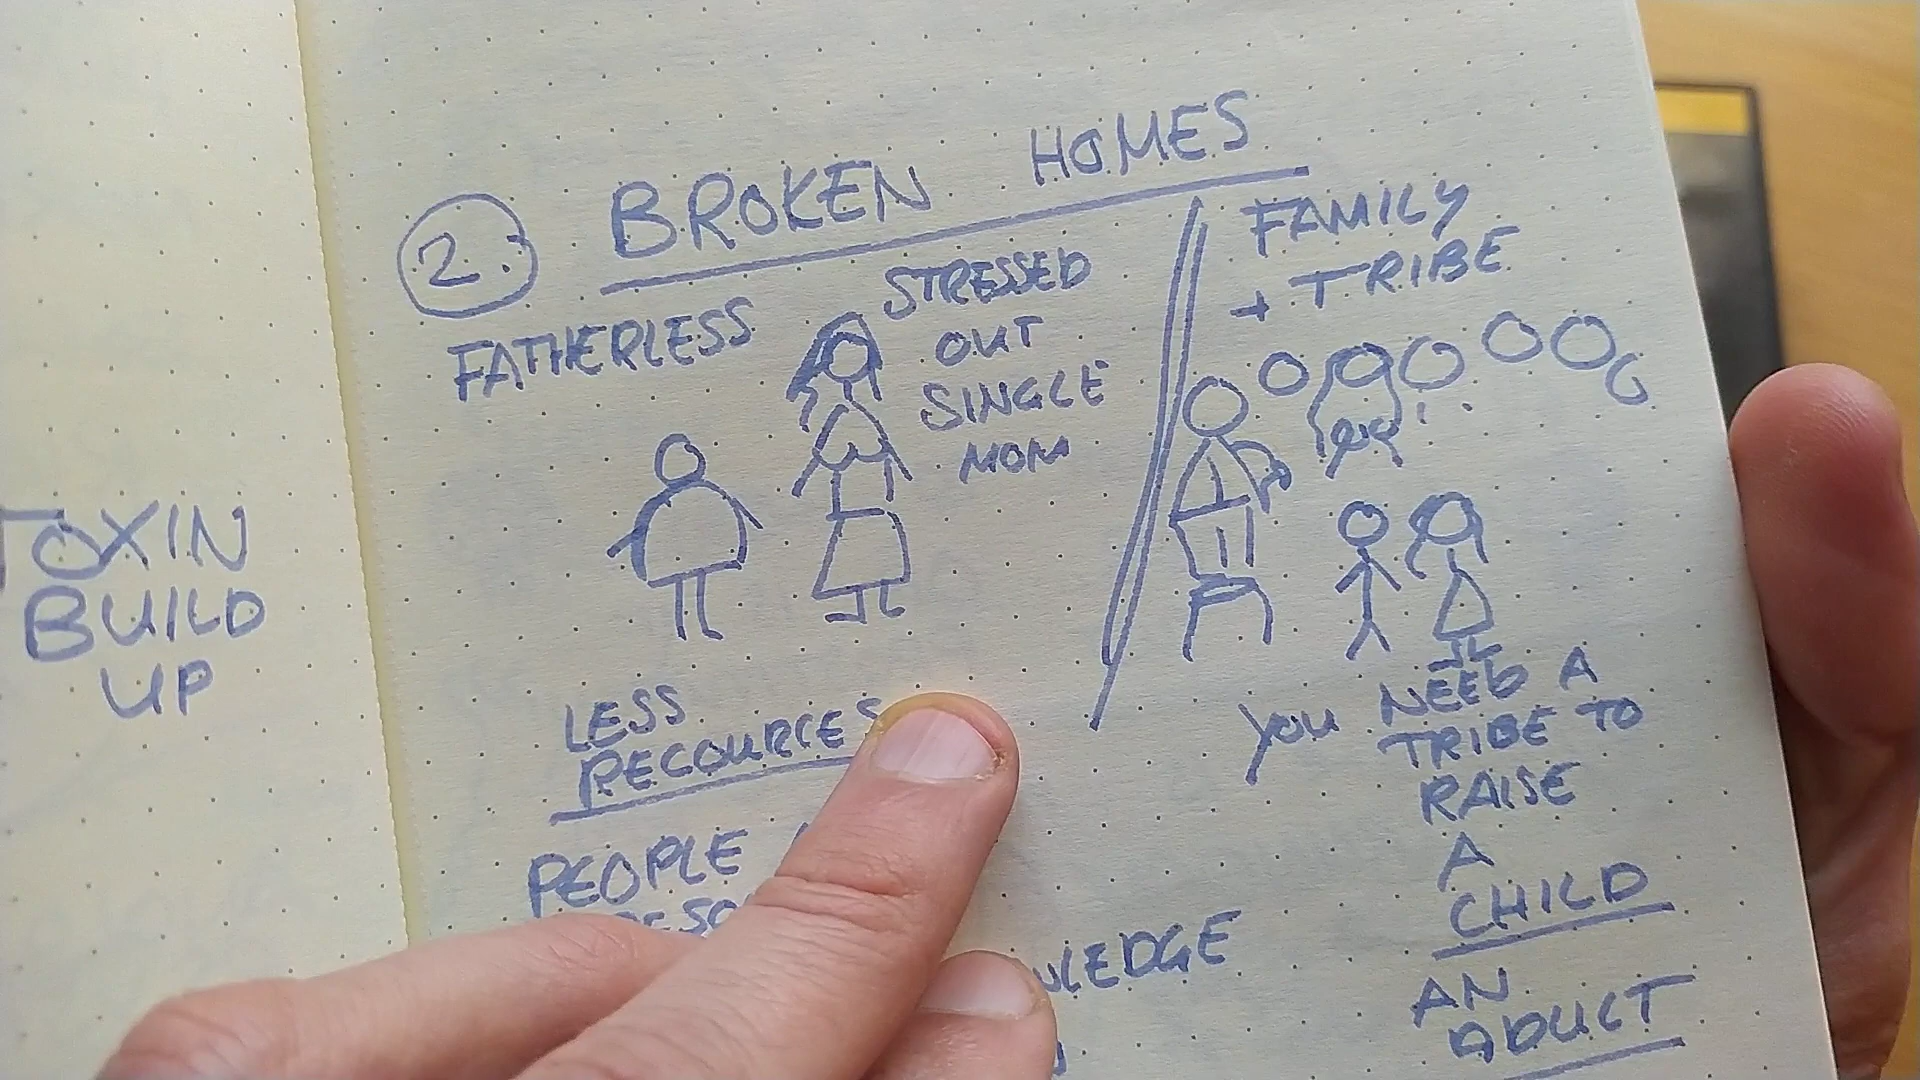 TOXIN
BUILD
UP
2.
BROKEN HOMES
FATHERLESS
STRESSED
OUT
SINGLE
MOM
LESS
RECOURCES
PEOPLE
FAMILY
+ TRIBE
YOU NEED A
TRIBE TO
RAISE
A
CHILD
AN
ADULT